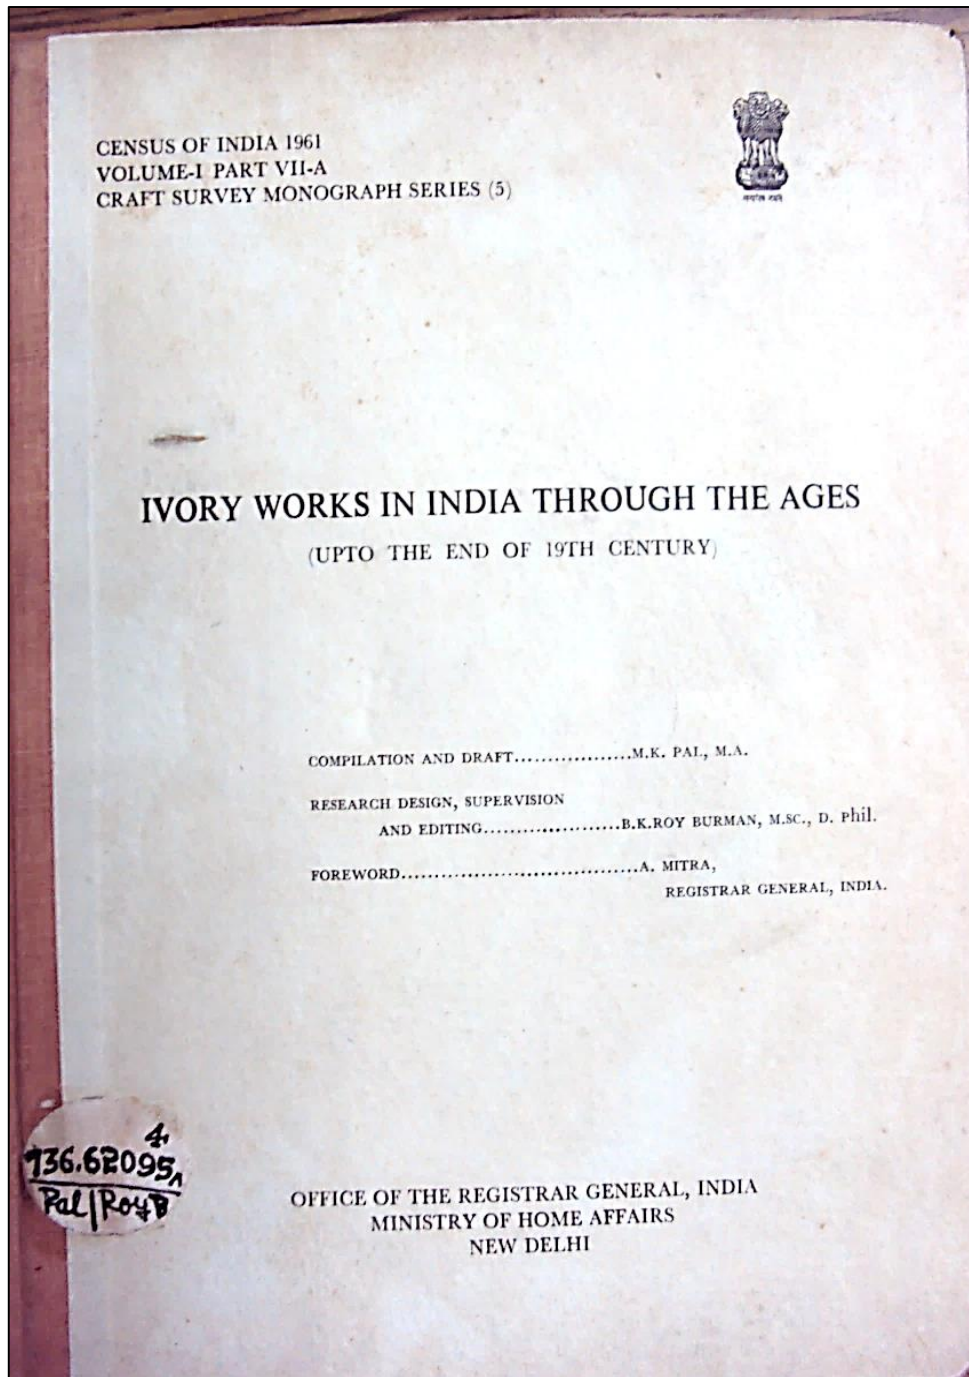 CENSUS OF INDIA 1961
VOLUME-I PART VII-A
CRAFT SURVEY MONOGRAPH SERIES (5)
सत्यमेव जयते
IVORY WORKS IN INDIA THROUGH THE AGES
(UPTO THE END OF 19TH CENTURY)
COMPILATION AND DRAFT..................M.K. PAL, M.A.
RESEARCH DESIGN, SUPERVISION
AND EDITING.....................B.K.ROY BURMAN, M.SC., D. Phil.
FOREWORD....................................A. MITRA,
REGISTRAR GENERAL, INDIA.
4
736.62095
Pal/Roy B
OFFICE OF THE REGISTRAR GENERAL, INDIA
MINISTRY OF HOME AFFAIRS
NEW DELHI